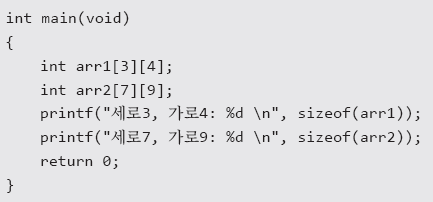 int main(void)
{
    int arr1[3][4];
    int arr2[7][9];
    printf("세로3, 가로4: %d \n", sizeof(arr1));
    printf("세로7, 가로9: %d \n", sizeof(arr2));
    return 0;
}